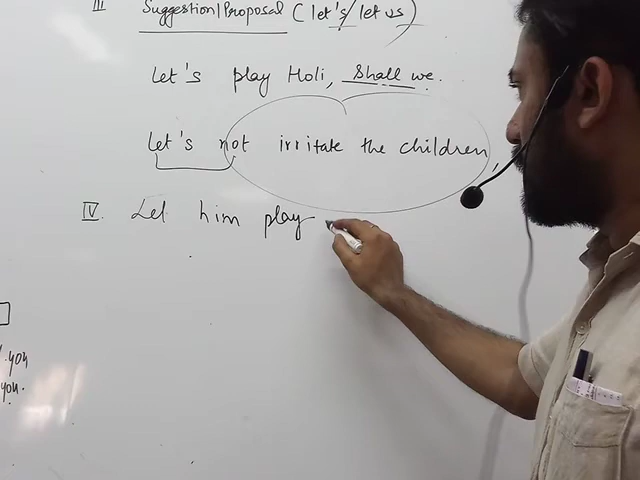 III Suggestion/Proposal (let's/let us)
Let's play Holi, Shall we.
let's not irritate the children,
IV. Let him play
you
you.